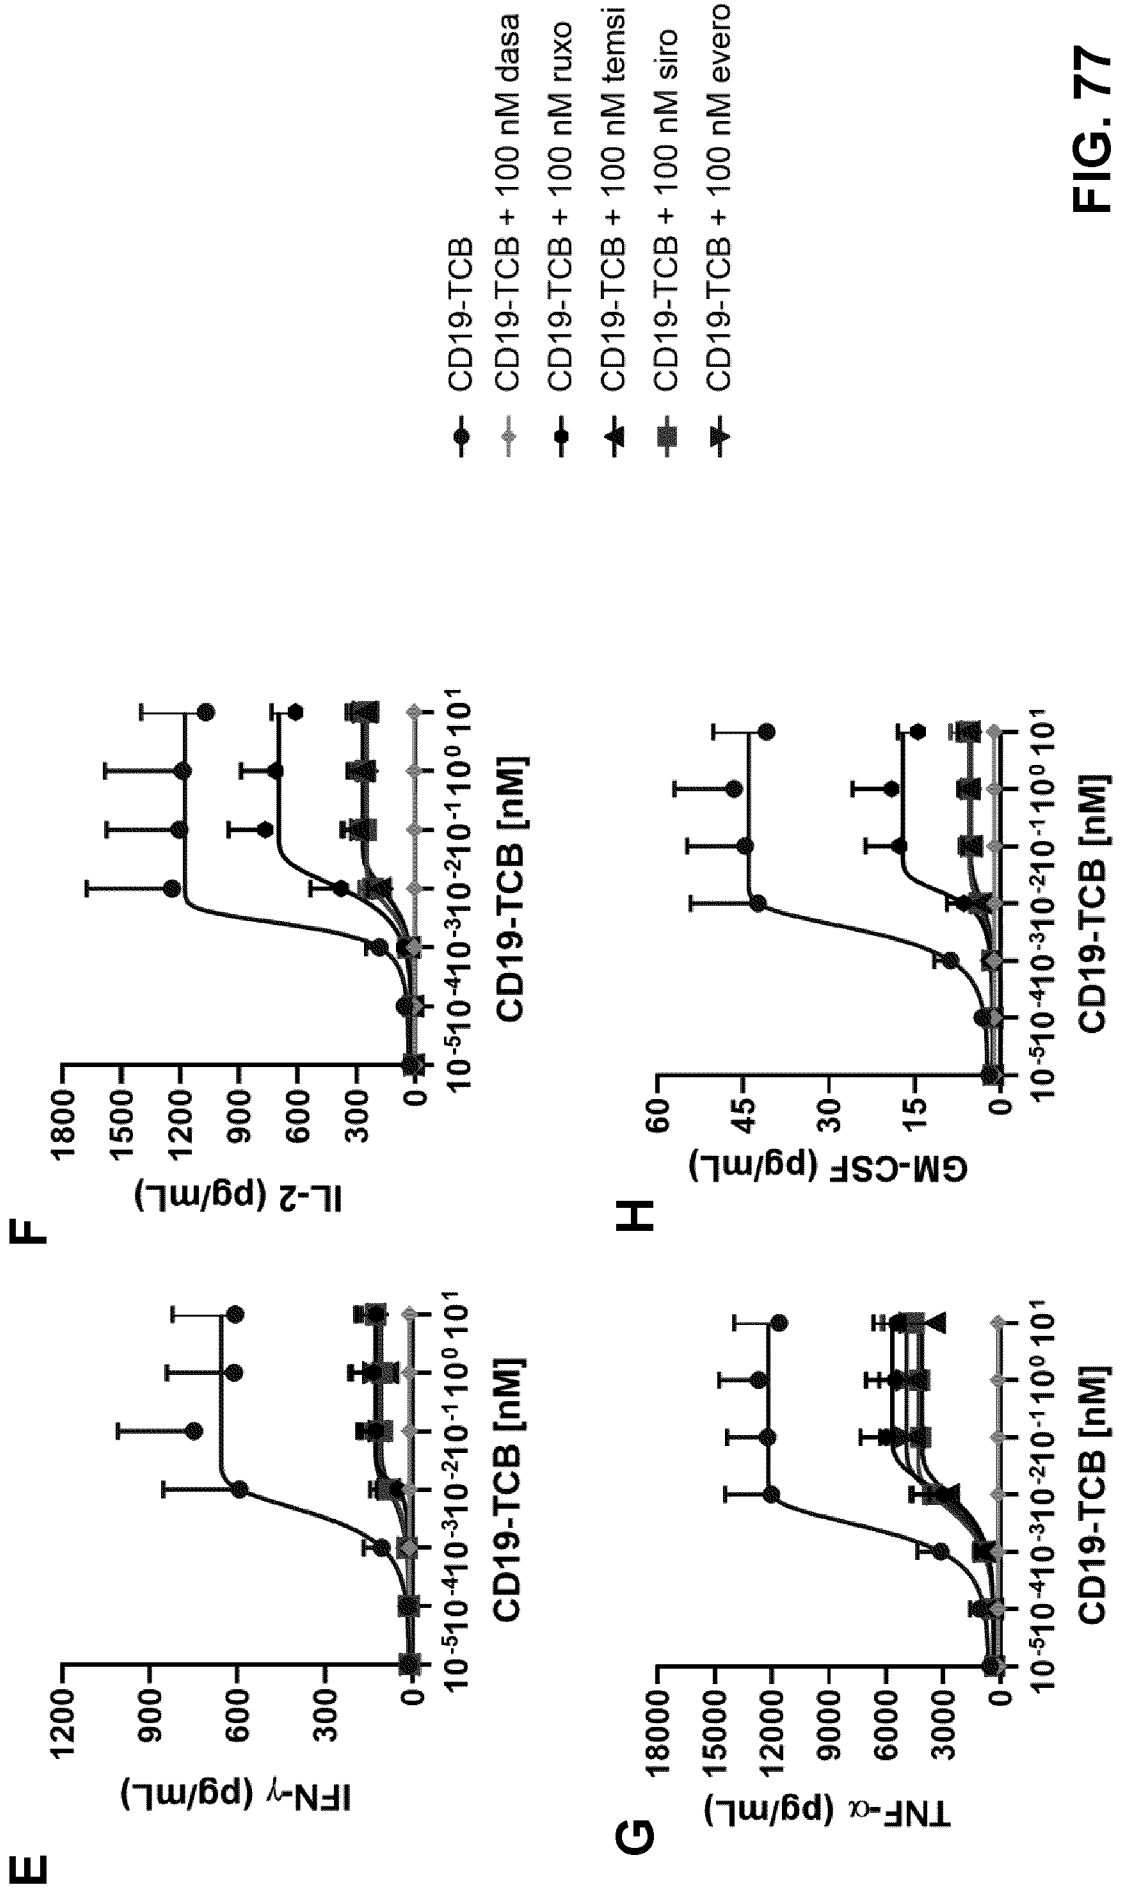 E
IFN-γ (pg/mL)
1200
900
600
300
0
10-5 10-4 10-3 10-2 10-1 100 101
CD19-TCB [nM]
F
IL-2 (pg/mL)
1800
1500
1200
900
600
300
0
10-5 10-4 10-3 10-2 10-1 100 101
CD19-TCB [nM]
G
TNF-α (pg/mL)
18000
15000
12000
9000
6000
3000
0
10-5 10-4 10-3 10-2 10-1 100 101
CD19-TCB [nM]
H
GM-CSF (pg/mL)
60
45
30
15
0
10-5 10-4 10-3 10-2 10-1 100 101
CD19-TCB [nM]
CD19-TCB
CD19-TCB + 100 nM dasa
CD19-TCB + 100 nM ruxo
CD19-TCB + 100 nM temsi
CD19-TCB + 100 nM siro
CD19-TCB + 100 nM evero
FIG. 77